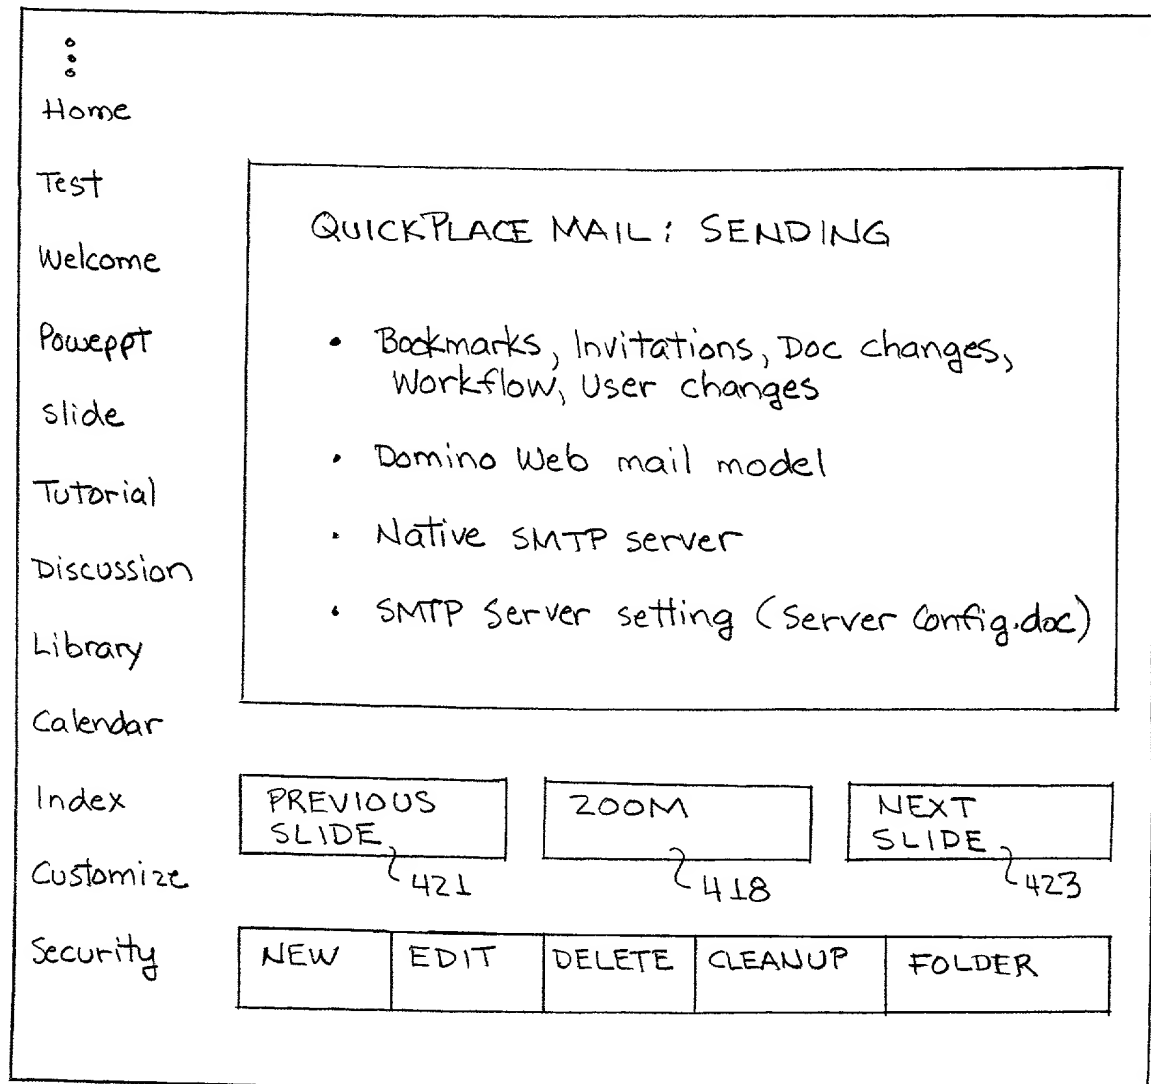 Home
Test
Welcome
Poweppt
Slide
Tutorial
Discussion
Library
Calendar
Index
Customize
Security
QUICKPLACE MAIL: SENDING
• Bookmarks, Invitations, Doc changes,
Workflow, User changes
• Domino Web mail model
• Native SMTP server
• SMTP Server setting (Server Config.doc)
PREVIOUS
SLIDE
421
ZOOM
418
NEXT
SLIDE
423
NEW EDIT DELETE CLEANUP FOLDER